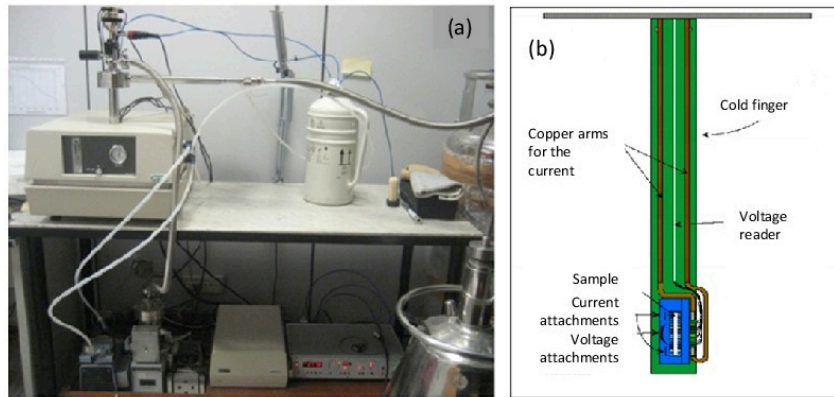 (a)
(b)
Cold finger
Copper arms
for the
current
Voltage
reader
Sample
Current
attachments
Voltage
attachments